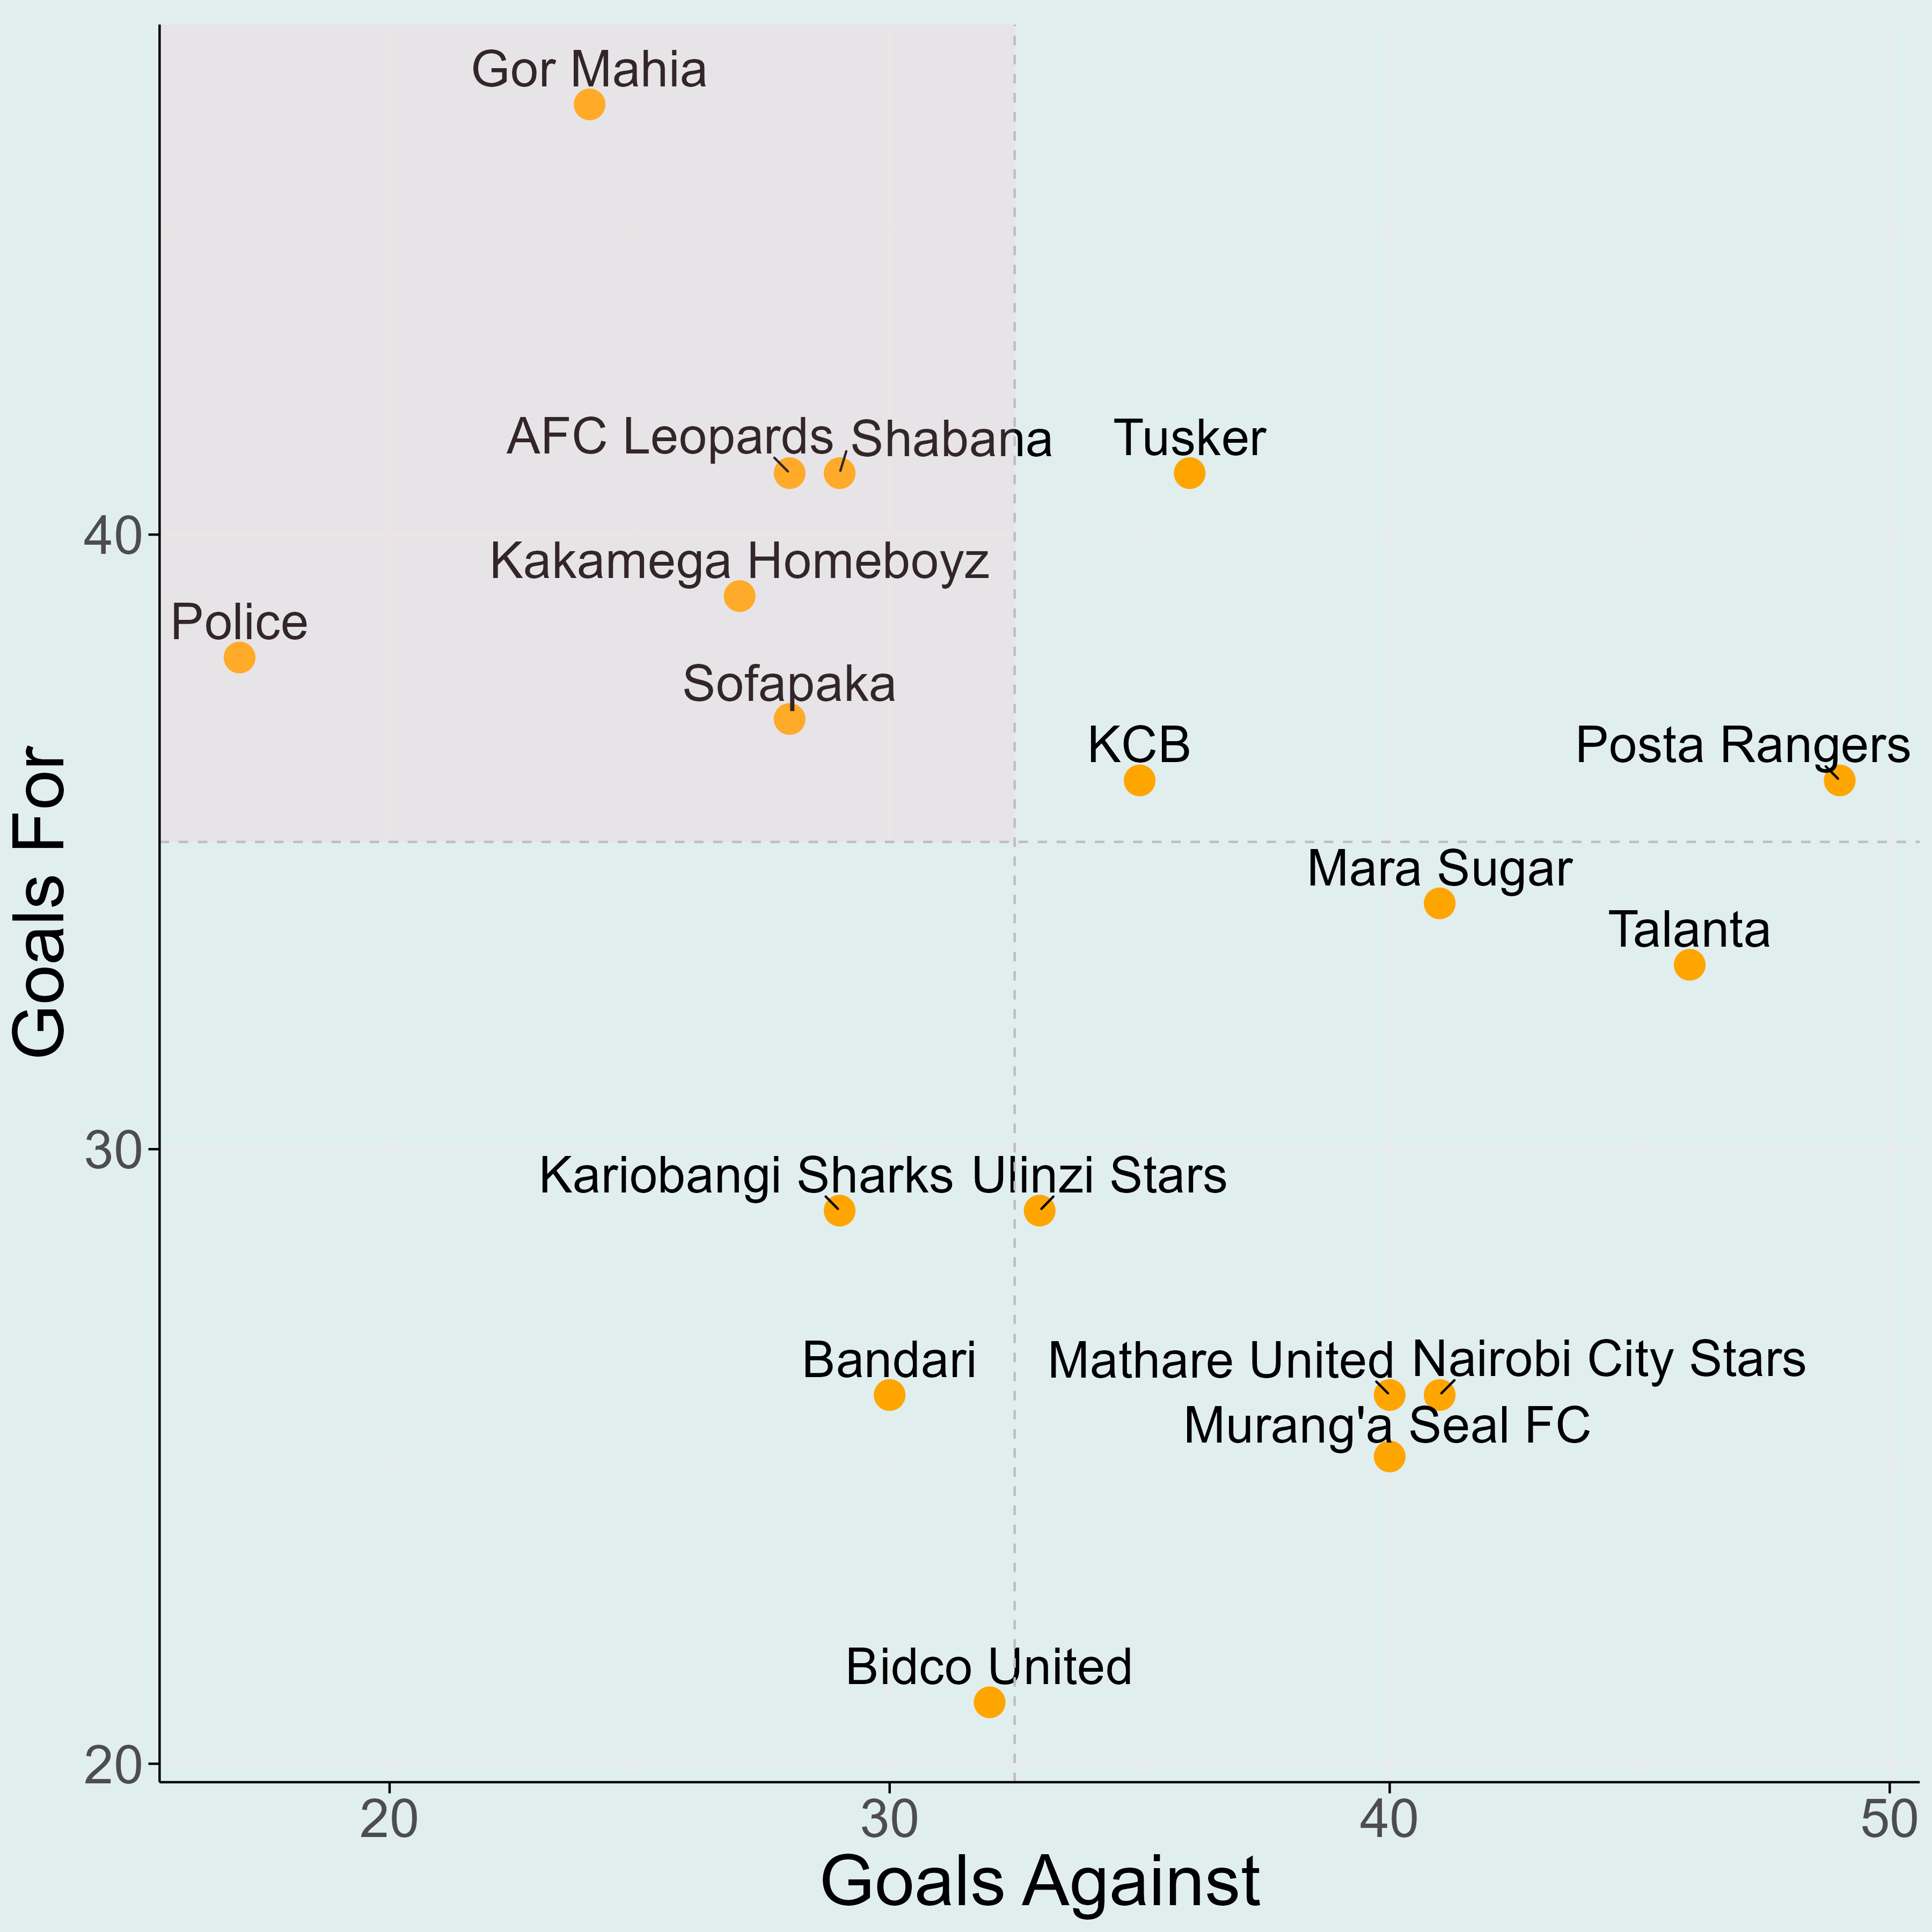 Gor Mahia
AFC Leopards
Shabana
Tusker
40
Kakamega Homeboyz
Police
Sofapaka
KCB
Posta Rangers
Goals For
Mara Sugar
Talanta
30
Kariobangi Sharks
Ulinzi Stars
Bandari
Mathare United
Nairobi City Stars
Murang'a Seal FC
Bidco United
20
20
30
40
50
Goals Against